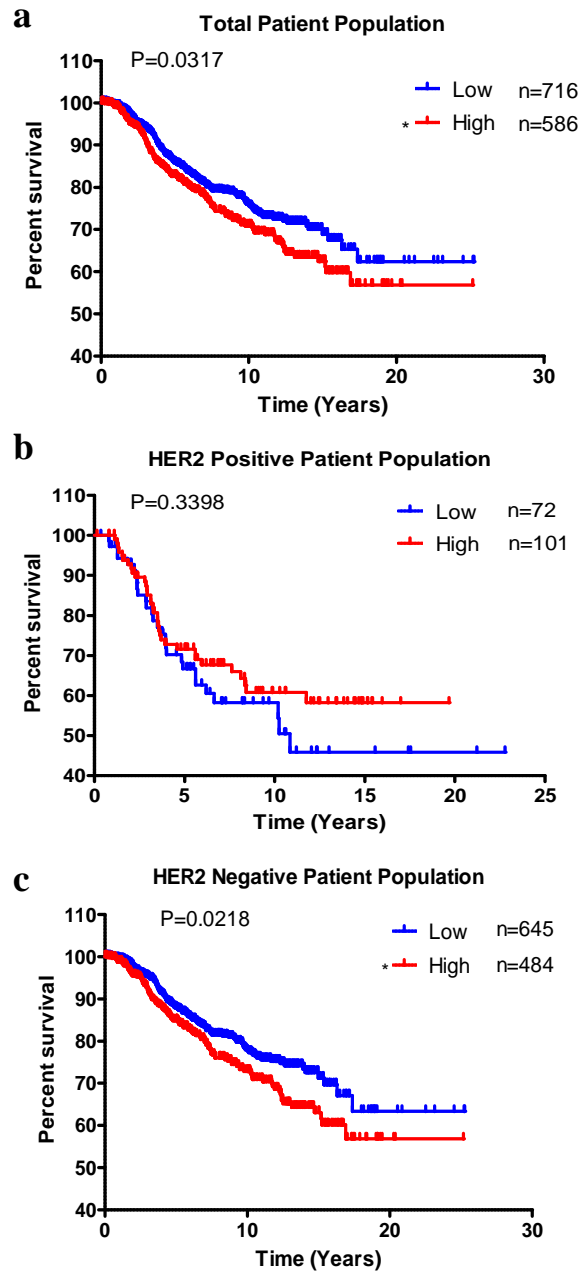 a
Total Patient Population
P=0.0317
Low n=716
* High n=586
110
100
90
80
70
60
50
40
Percent survival
0 10 20 30
Time (Years)
b
HER2 Positive Patient Population
P=0.3398
Low n=72
High n=101
110
100
90
80
70
60
50
40
Percent survival
0 5 10 15 20 25
Time (Years)
c
HER2 Negative Patient Population
P=0.0218
Low n=645
* High n=484
110
100
90
80
70
60
50
40
Percent survival
0 10 20 30
Time (Years)